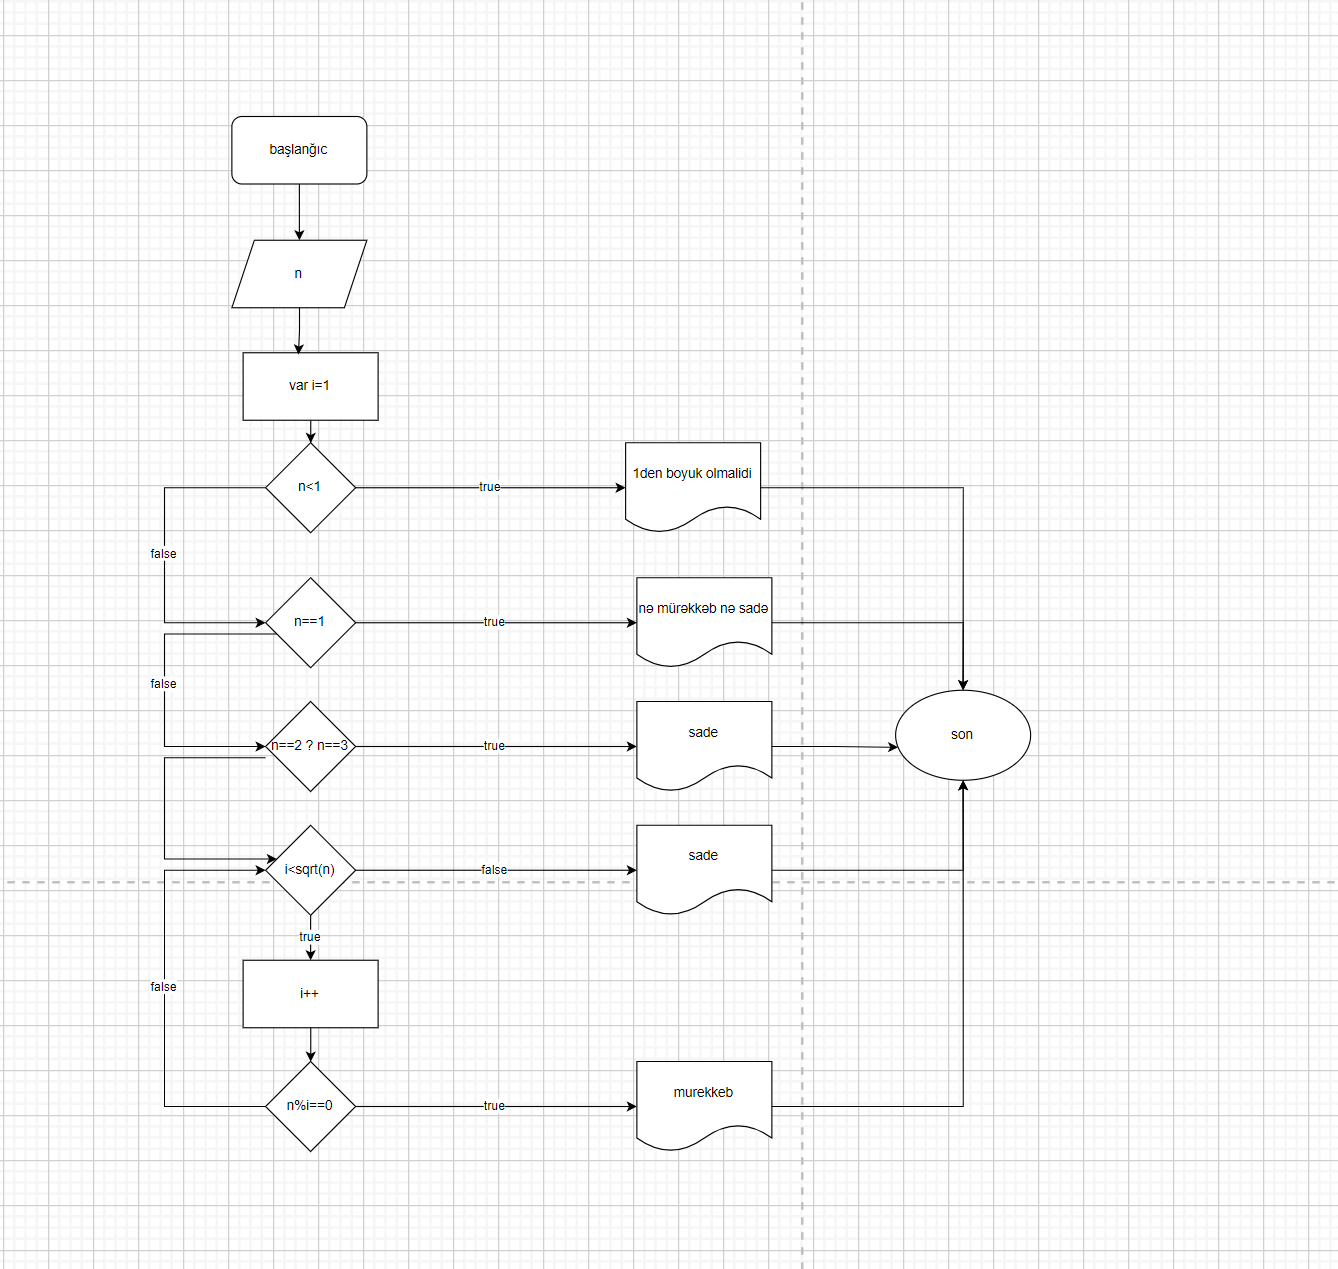 başlanğıc
n
var i=1
n<1
true
1den boyuk olmalidi
false
n==1
true
nə mürəkkəb nə sadə
false
n==2 ? n==3
true
sade
son
i<sqrt(n)
false
sade
true
false
i++
n%i==0
true
murekkeb